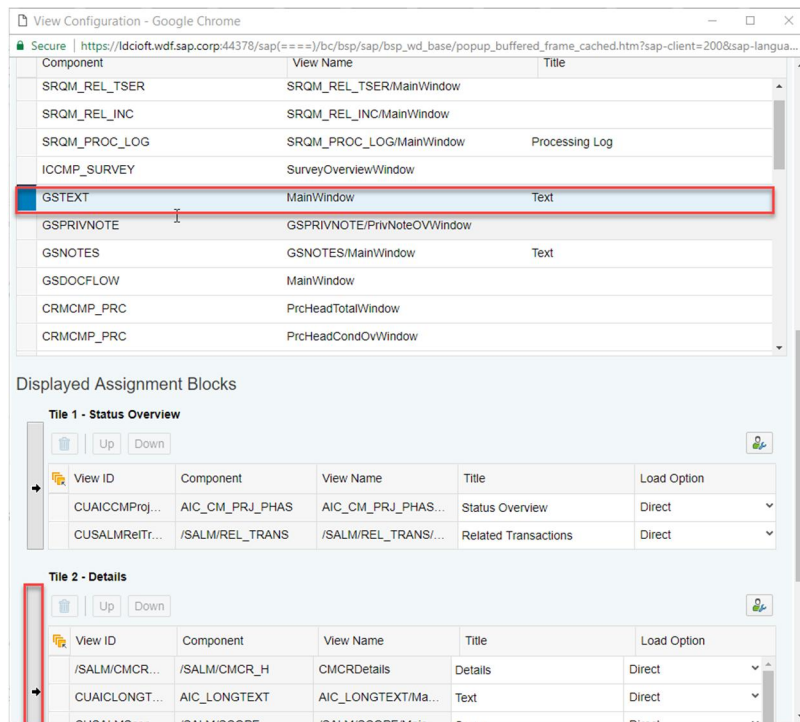 View Configuration - Google Chrome
Secure | https://ldcioft.wdf.sap.corp:44378/sap(====)/bc/bsp/sap/bsp_wd_base/popup_buffered_frame_cached.htm?sap-client=200&sap-langua...
Component View Name Title
SRQM_REL_TSER SRQM_REL_TSER/MainWindow
SRQM_REL_INC SRQM_REL_INC/MainWindow
SRQM_PROC_LOG SRQM_PROC_LOG/MainWindow Processing Log
ICCMP_SURVEY SurveyOverviewWindow
GSTEXT MainWindow Text
GSPRIVNOTE GSPRIVNOTE/PrivNoteOVWindow
GSNOTES GSNOTES/MainWindow Text
GSDOCFLOW MainWindow
CRMCMP_PRC PrcHeadTotalWindow
CRMCMP_PRC PrcHeadCondOvWindow
Displayed Assignment Blocks
Tile 1 - Status Overview
Up Down
View ID Component View Name Title Load Option
CUAICCMProj... AIC_CM_PRJ_PHAS AIC_CM_PRJ_PHAS... Status Overview Direct
CUSALMRelTr... /SALM/REL_TRANS /SALM/REL_TRANS/... Related Transactions Direct
Tile 2 - Details
Up Down
View ID Component View Name Title Load Option
/SALM/CMCR... /SALM/CMCR_H CMCRDetails Details Direct
CUAICLONGT... AIC_LONGTEXT AIC_LONGTEXT/Ma... Text Direct